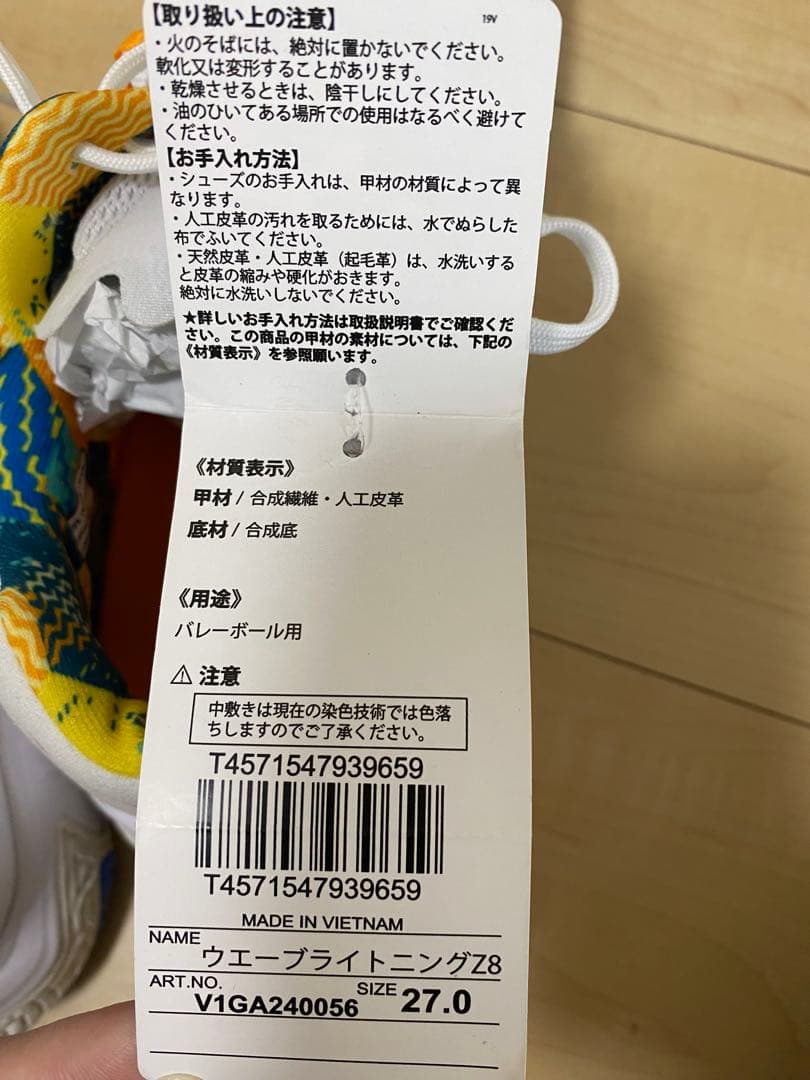 【取り扱い上の注意】
19V
・火のそばには、絶対に置かないでください。
軟化又は変形することがあります。
・乾燥させるときは、陰干しにしてください。
・油のひいてある場所での使用はなるべく避けて
ください。
【お手入れ方法】
・シューズのお手入れは、甲材の材質によって異
なります。
・人工皮革の汚れを取るためには、水でぬらした
布でふいてください。
・天然皮革・人工皮革（起毛革）は、水洗いする
と皮革の縮みや硬化がおきます。
絶対に水洗いしないでください。
★詳しいお手入れ方法は取扱説明書でご確認くだ
さい。この商品の甲材の素材については、下記の
《材質表示》を参照願います。
《材質表示》
甲材 / 合成繊維・人工皮革
底材 / 合成底
《用途》
バレーボール用
⚠ 注意
中敷きは現在の染色技術では色落
ちしますのでご了承ください。
T4571547939659
T4571547939659
MADE IN VIETNAM
NAME ウエーブライトニングZ8
ART.NO. V1GA240056 SIZE 27.0